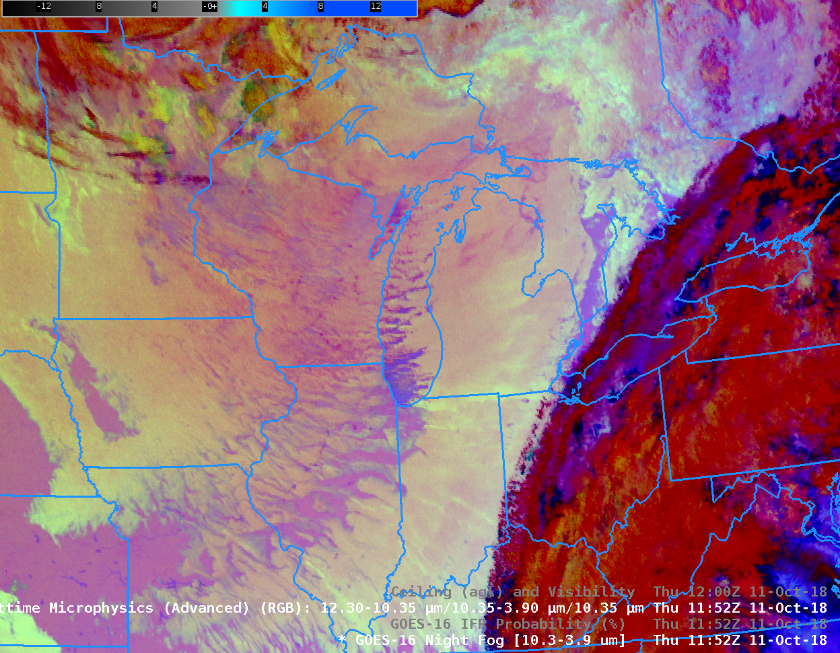 -12 8 4 -0+ 4 8 12
Ceiling (agl) and Visibility Thu 12:00Z 11-Oct-18
ttime Microphysics (Advanced) (RGB): 12.30-10.35 µm/10.35-3.90 µm/10.35 µm Thu 11:52Z 11-Oct-18
GOES-16 IFR Probability (%) Thu 11:52Z 11-Oct-18
* GOES-16 Night Fog [10.3-3.9 um] Thu 11:52Z 11-Oct-18